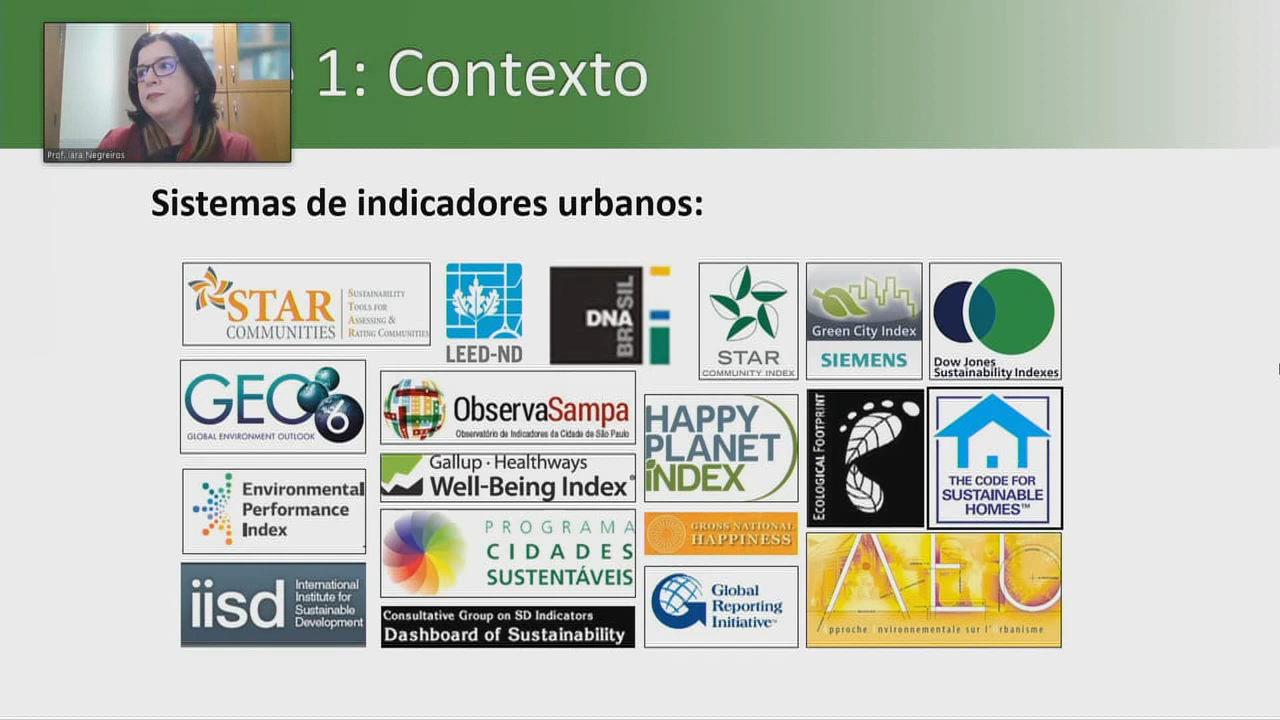 1: Contexto
Prof. Iara Negreiros
Sistemas de indicadores urbanos:
STAR
COMMUNITIES
SUSTAINABILITY
TOOLS FOR
ASSESSING &
RATING COMMUNITIES
LEED-ND
DNA
BRASIL
STAR
COMMUNITY INDEX
Green City Index
SIEMENS
Dow Jones
Sustainability Indexes
GEO 6
GLOBAL ENVIRONMENT OUTLOOK
ObservaSampa
Observatório de Indicadores da Cidade de São Paulo
HAPPY
PLANET
INDEX
ECOLOGICAL FOOTPRINT
THE CODE FOR
SUSTAINABLE
HOMES™
Environmental
Performance
Index
Gallup · Healthways
Well-Being Index®
PROGRAMA
CIDADES
SUSTENTÁVEIS
GROSS NATIONAL
HAPPINESS
AEU
pproche nvironnementale sur l' rbanisme
iisd
International
Institute for
Sustainable
Development
Consultative Group on SD Indicators
Dashboard of Sustainability
Global
Reporting
Initiative™